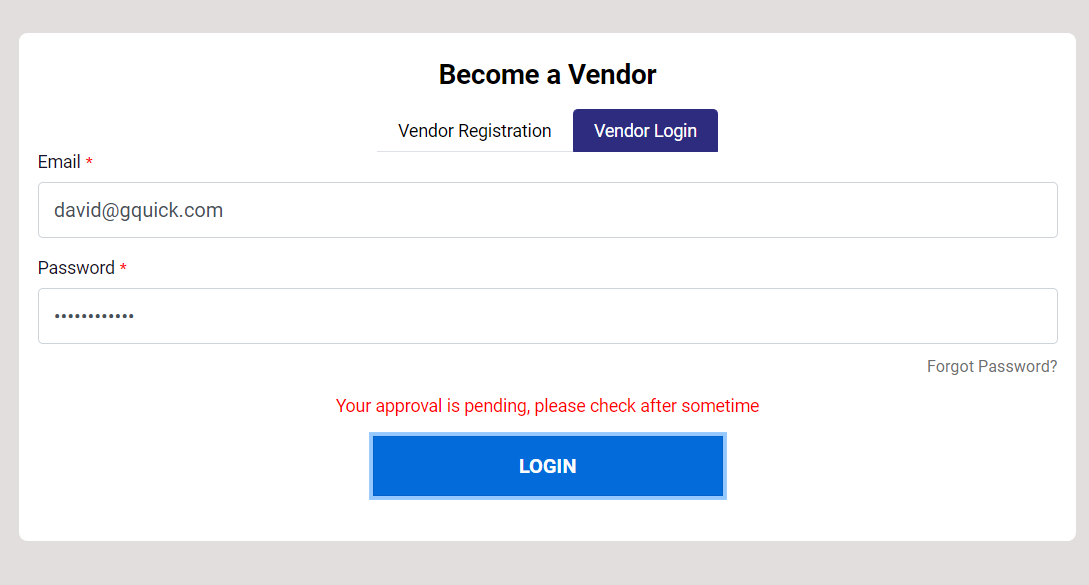 Become a Vendor
Vendor Registration Vendor Login
Email *
david@gquick.com
Password *
••••••••••••
Forgot Password?
Your approval is pending, please check after sometime
LOGIN